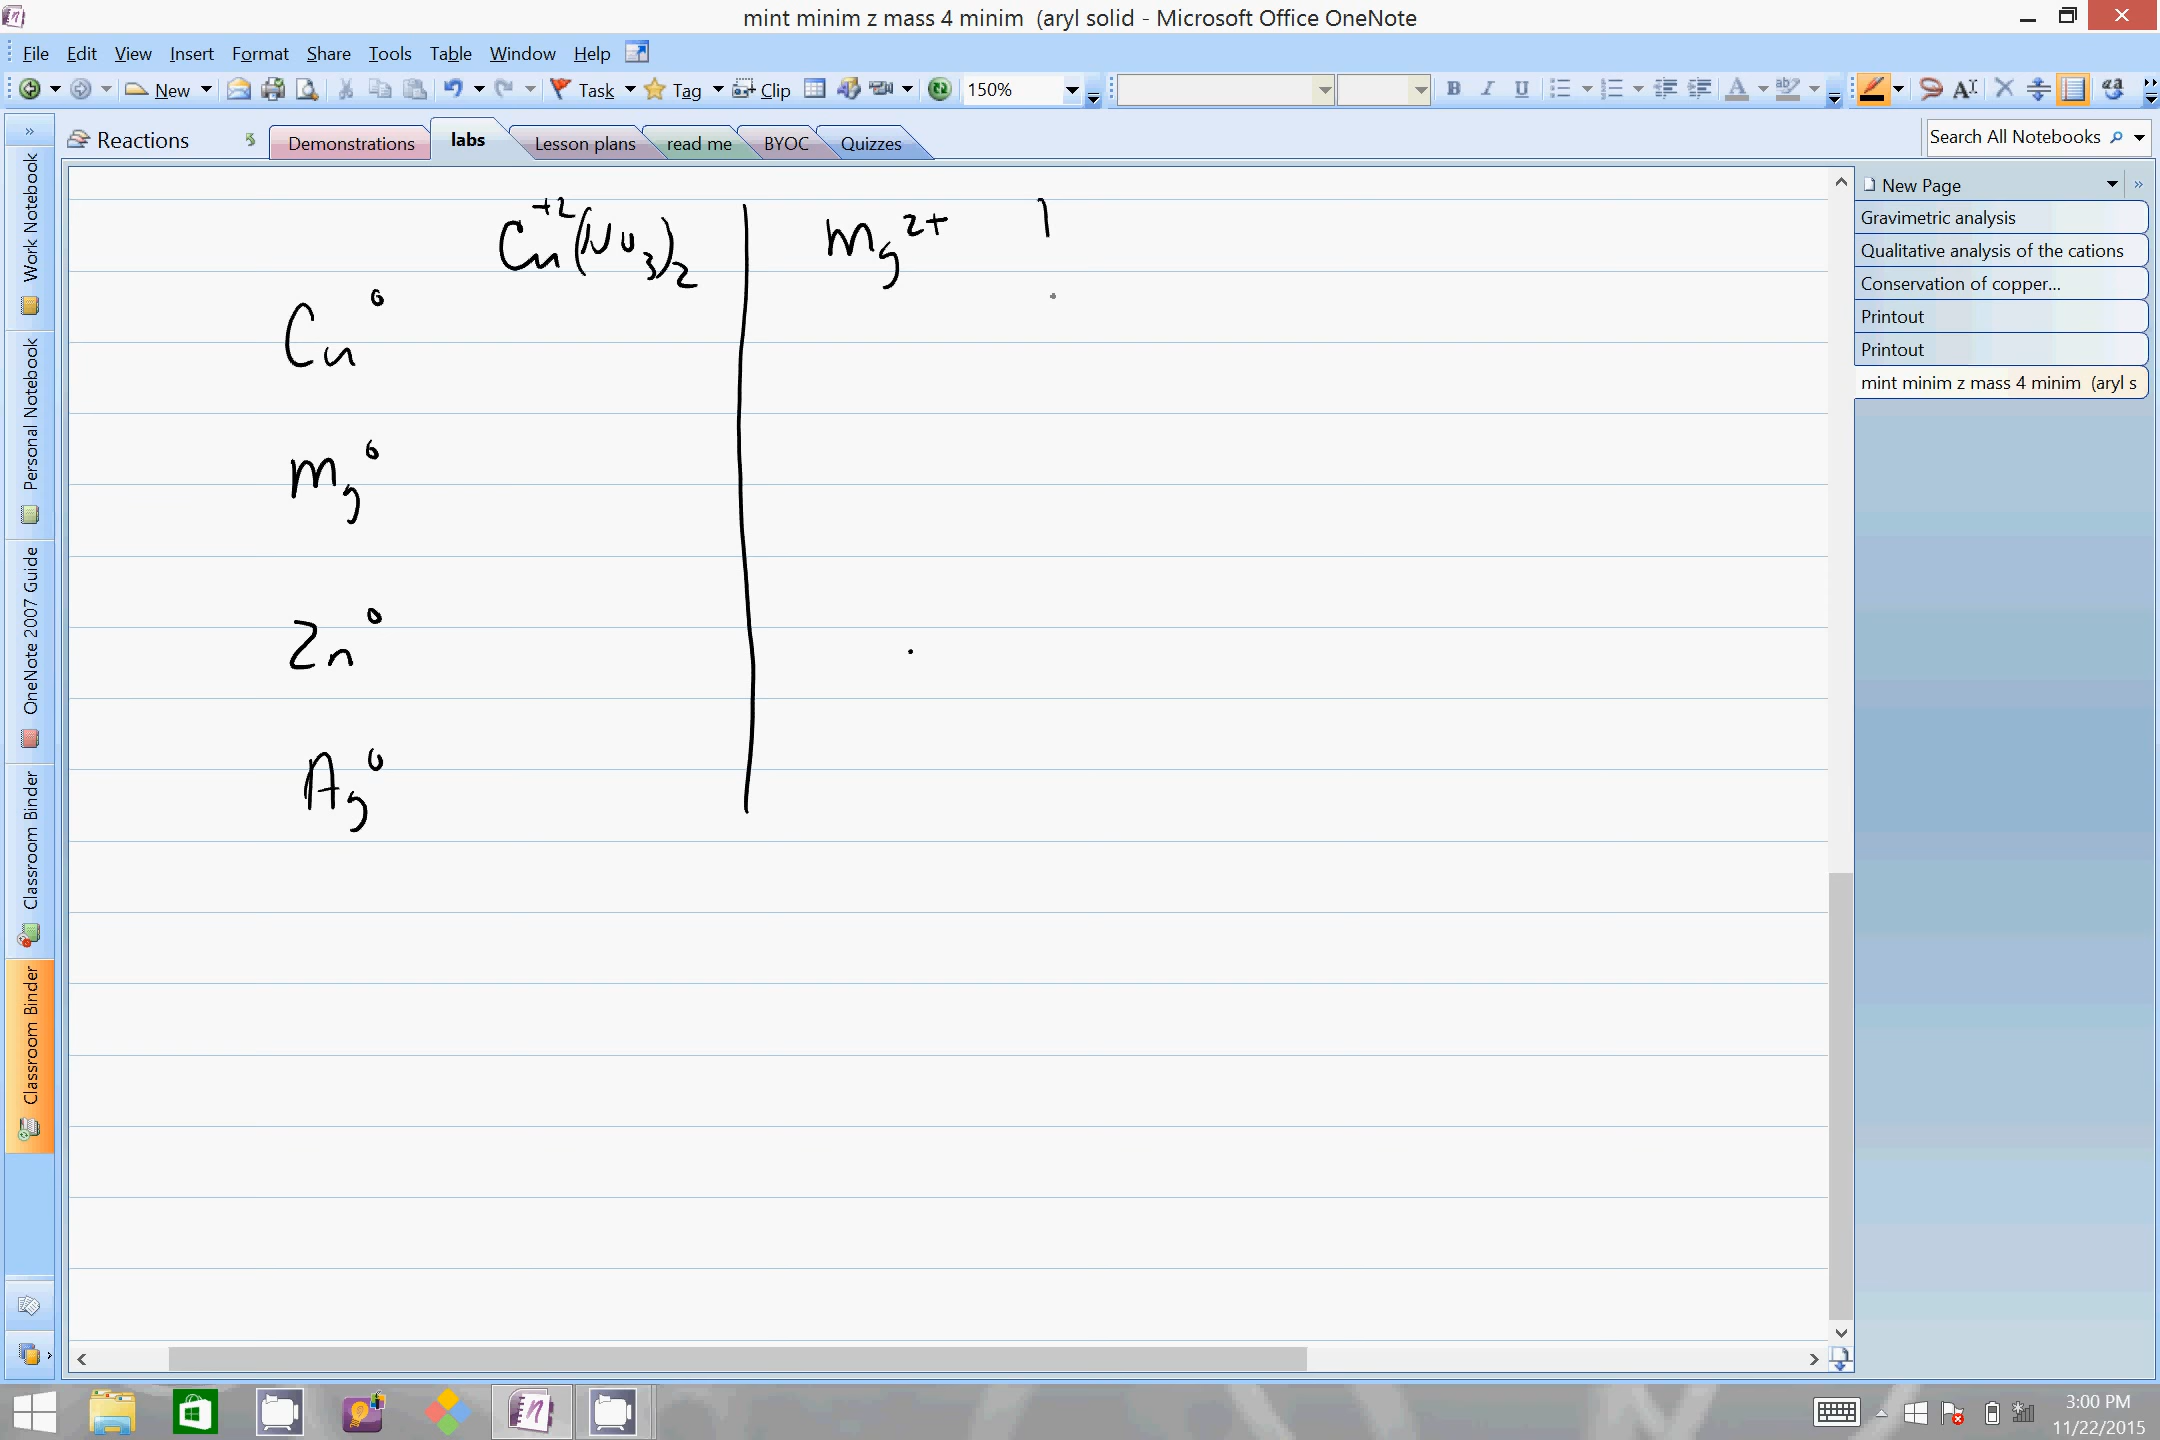 mint minim z mass 4 minim (aryl solid - Microsoft Office OneNote
File Edit View Insert Format Share Tools Table Window Help
New Task Tag Clip 150% B I U
Reactions Demonstrations labs Lesson plans read me BYOC Quizzes Search All Notebooks
Work Notebook
Personal Notebook
OneNote 2007 Guide
Classroom Binder
Classroom Binder
Cu+2(NO3)2 | Mg2+
Cu0
Mg0
Zn0
Ag0
New Page
Gravimetric analysis
Qualitative analysis of the cations
Conservation of copper...
Printout
Printout
mint minim z mass 4 minim (aryl s
3:00 PM
11/22/2015